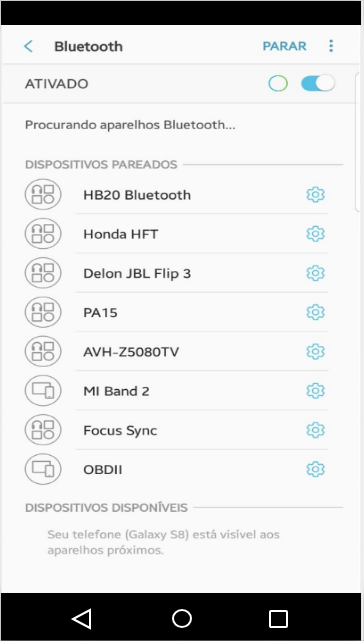 Bluetooth PARAR
ATIVADO
Procurando aparelhos Bluetooth...
DISPOSITIVOS PAREADOS
HB20 Bluetooth
Honda HFT
Delon JBL Flip 3
PA15
AVH-Z5080TV
MI Band 2
Focus Sync
OBDII
DISPOSITIVOS DISPONÍVEIS
Seu telefone (Galaxy S8) está visível aos
aparelhos próximos.